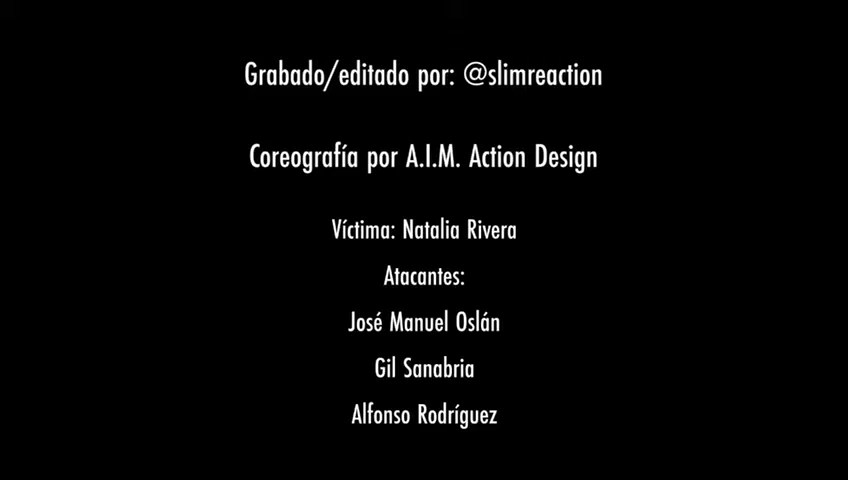 Grabado/editado por: @slimreaction
Coreografía por A.I.M. Action Design
Víctima: Natalia Rivera
Atacantes:
José Manuel Oslán
Gil Sanabria
Alfonso Rodríguez